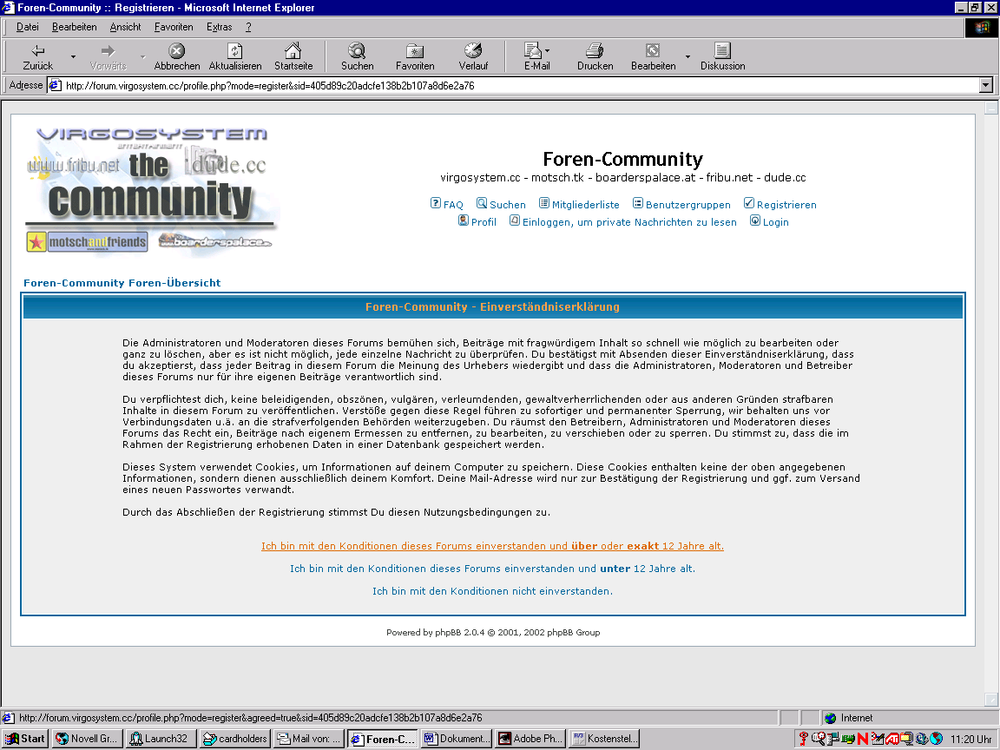 Foren-Community :: Registrieren - Microsoft Internet Explorer
Datei Bearbeiten Ansicht Favoriten Extras ?
Zurück Vorwärts Abbrechen Aktualisieren Startseite Suchen Favoriten Verlauf E-Mail Drucken Bearbeiten Diskussion
Adresse http://forum.virgosystem.cc/profile.php?mode=register&sid=405d89c20adcfe138b2b107a8d6e2a76
VIRGOSYSTEM
ENTERTAINMENT
www.fribu.net the dude.cc
community
motschandfriends boarderspalace.at
Foren-Community
virgosystem.cc - motsch.tk - boarderspalace.at - fribu.net - dude.cc
FAQ Suchen Mitgliederliste Benutzergruppen Registrieren
Profil Einloggen, um private Nachrichten zu lesen Login
Foren-Community Foren-Übersicht
Foren-Community - Einverständniserklärung
Die Administratoren und Moderatoren dieses Forums bemühen sich, Beiträge mit fragwürdigem Inhalt so schnell wie möglich zu bearbeiten oder
ganz zu löschen, aber es ist nicht möglich, jede einzelne Nachricht zu überprüfen. Du bestätigst mit Absenden dieser Einverständniserklärung, dass
du akzeptierst, dass jeder Beitrag in diesem Forum die Meinung des Urhebers wiedergibt und dass die Administratoren, Moderatoren und Betreiber
dieses Forums nur für ihre eigenen Beiträge verantwortlich sind.
Du verpflichtest dich, keine beleidigenden, obszönen, vulgären, verleumdenden, gewaltverherrlichenden oder aus anderen Gründen strafbaren
Inhalte in diesem Forum zu veröffentlichen. Verstöße gegen diese Regel führen zu sofortiger und permanenter Sperrung, wir behalten uns vor
Verbindungsdaten u.ä. an die strafverfolgenden Behörden weiterzugeben. Du räumst den Betreibern, Administratoren und Moderatoren dieses
Forums das Recht ein, Beiträge nach eigenem Ermessen zu entfernen, zu bearbeiten, zu verschieben oder zu sperren. Du stimmst zu, dass die im
Rahmen der Registrierung erhobenen Daten in einer Datenbank gespeichert werden.
Dieses System verwendet Cookies, um Informationen auf deinem Computer zu speichern. Diese Cookies enthalten keine der oben angegebenen
Informationen, sondern dienen ausschließlich deinem Komfort. Deine Mail-Adresse wird nur zur Bestätigung der Registrierung und ggf. zum Versand
eines neuen Passwortes verwandt.
Durch das Abschließen der Registrierung stimmst Du diesen Nutzungsbedingungen zu.
Ich bin mit den Konditionen dieses Forums einverstanden und über oder exakt 12 Jahre alt.
Ich bin mit den Konditionen dieses Forums einverstanden und unter 12 Jahre alt.
Ich bin mit den Konditionen nicht einverstanden.
Powered by phpBB 2.0.4 © 2001, 2002 phpBB Group
http://forum.virgosystem.cc/profile.php?mode=register&agreed=true&sid=405d89c20adcfe138b2b107a8d6e2a76 Internet
Start Novell Gr... Launch32 cardholders Mail von: ... Foren-C... Dokument... Adobe Ph... Kostenstel... 11:20 Uhr